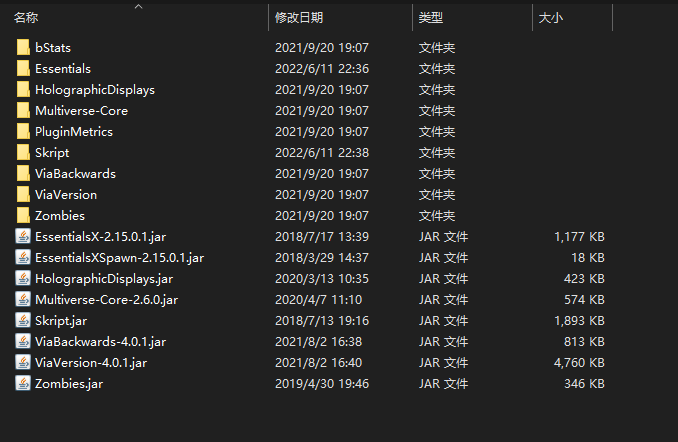 名称 修改日期 类型 大小
bStats 2021/9/20 19:07 文件夹
Essentials 2022/6/11 22:36 文件夹
HolographicDisplays 2021/9/20 19:07 文件夹
Multiverse-Core 2021/9/20 19:07 文件夹
PluginMetrics 2021/9/20 19:07 文件夹
Skript 2022/6/11 22:38 文件夹
ViaBackwards 2021/9/20 19:07 文件夹
ViaVersion 2021/9/20 19:07 文件夹
Zombies 2021/9/20 19:07 文件夹
EssentialsX-2.15.0.1.jar 2018/7/17 13:39 JAR 文件 1,177 KB
EssentialsXSpawn-2.15.0.1.jar 2018/3/29 14:37 JAR 文件 18 KB
HolographicDisplays.jar 2020/3/13 10:35 JAR 文件 423 KB
Multiverse-Core-2.6.0.jar 2020/4/7 11:10 JAR 文件 574 KB
Skript.jar 2018/7/13 19:16 JAR 文件 1,893 KB
ViaBackwards-4.0.1.jar 2021/8/2 16:38 JAR 文件 813 KB
ViaVersion-4.0.1.jar 2021/8/2 16:40 JAR 文件 4,760 KB
Zombies.jar 2019/4/30 19:46 JAR 文件 346 KB